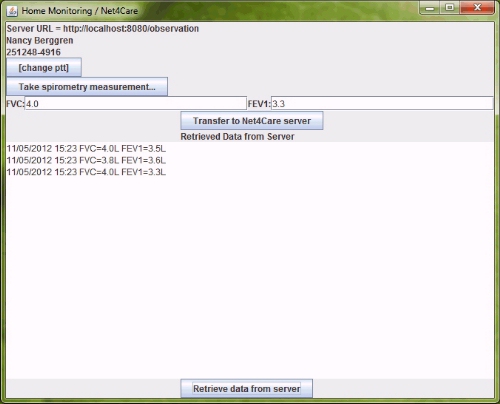 Home Monitoring / Net4Care
Server URL = http://localhost:8080/observation
Nancy Berggren
251248-4916
[change ptt]
Take spirometry measurement...
FVC: 4.0 FEV1: 3.3
Transfer to Net4Care server
Retrieved Data from Server
11/05/2012 15:23 FVC=4.0L FEV1=3.5L
11/05/2012 15:23 FVC=3.8L FEV1=3.6L
11/05/2012 15:23 FVC=4.0L FEV1=3.3L
Retrieve data from server